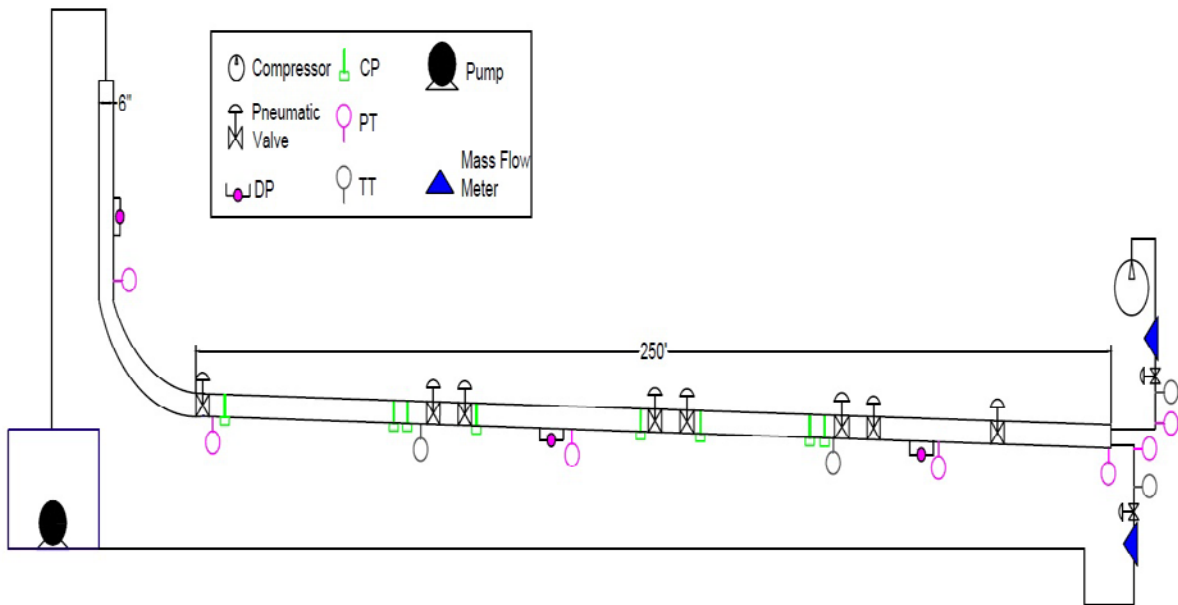 6"
Compressor
CP
Pump
Pneumatic
Valve
PT
Mass Flow
Meter
DP
TT
250'